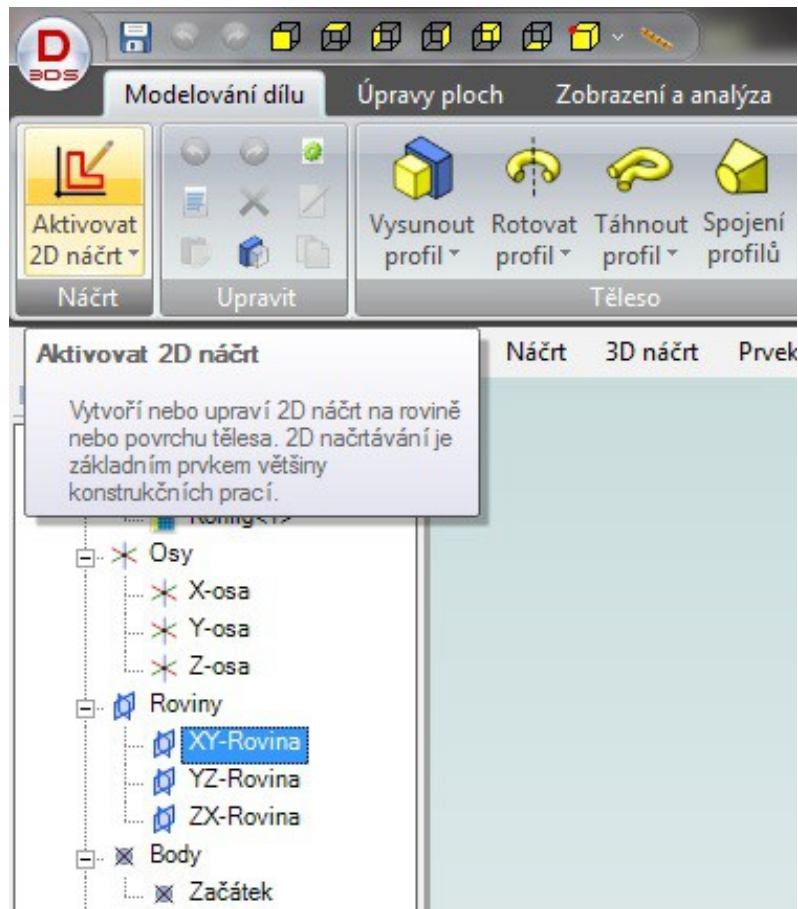 D
3DS
Modelování dílu
Úpravy ploch
Zobrazení a analýza
Aktivovat
2D náčrt
Vysunout
profil
Rotovat
profil
Táhnout
profil
Spojení
profilů
Náčrt
Upravit
Těleso
Aktivovat 2D náčrt
Vytvoří nebo upraví 2D náčrt na rovině
nebo povrchu tělesa. 2D načrtávání je
základním prvkem většiny
konstrukčních prací.
Náčrt
3D náčrt
Prvek
Konfig<1>
Osy
X-osa
Y-osa
Z-osa
Roviny
XY-Rovina
YZ-Rovina
ZX-Rovina
Body
Začátek